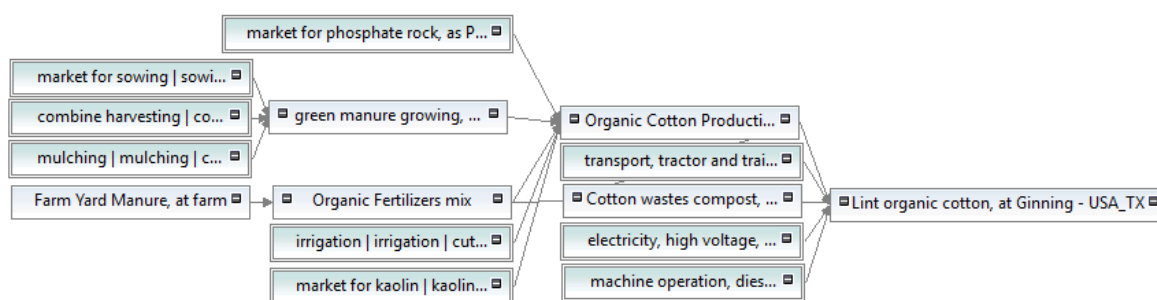 market for phosphate rock, as P...
market for sowing | sowi...
combine harvesting | co...
green manure growing, ...
Organic Cotton Producti...
mulching | mulching | c...
transport, tractor and trai...
Farm Yard Manure, at farm
Organic Fertilizers mix
Cotton wastes compost, ...
Lint organic cotton, at Ginning - USA_TX
irrigation | irrigation | cut...
electricity, high voltage, ...
market for kaolin | kaolin...
machine operation, dies...